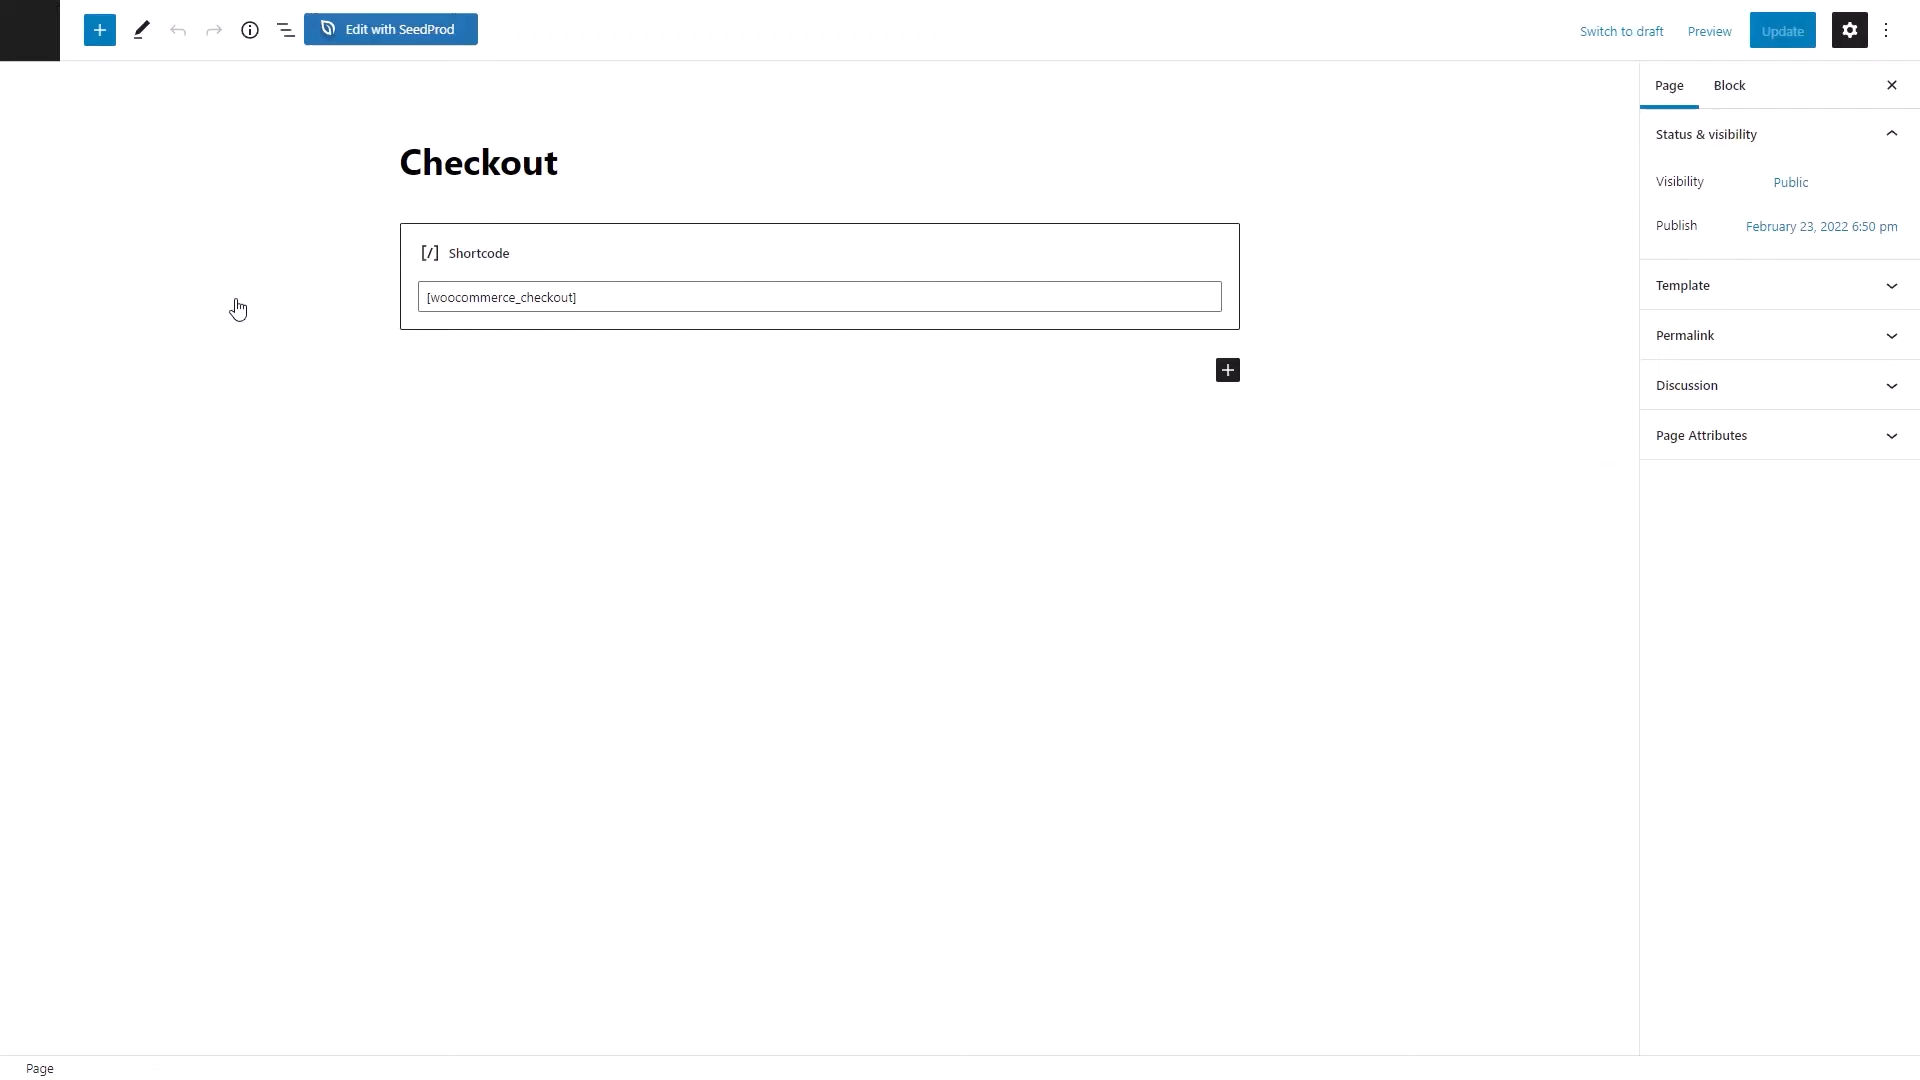 Edit with SeedProd
Switch to draft
Preview
Update
Page
Block
Status & visibility
Visibility
Public
Publish
February 23, 2022 6:50 pm
Template
Permalink
Discussion
Page Attributes
Checkout
[/] Shortcode
[woocommerce_checkout]
Page